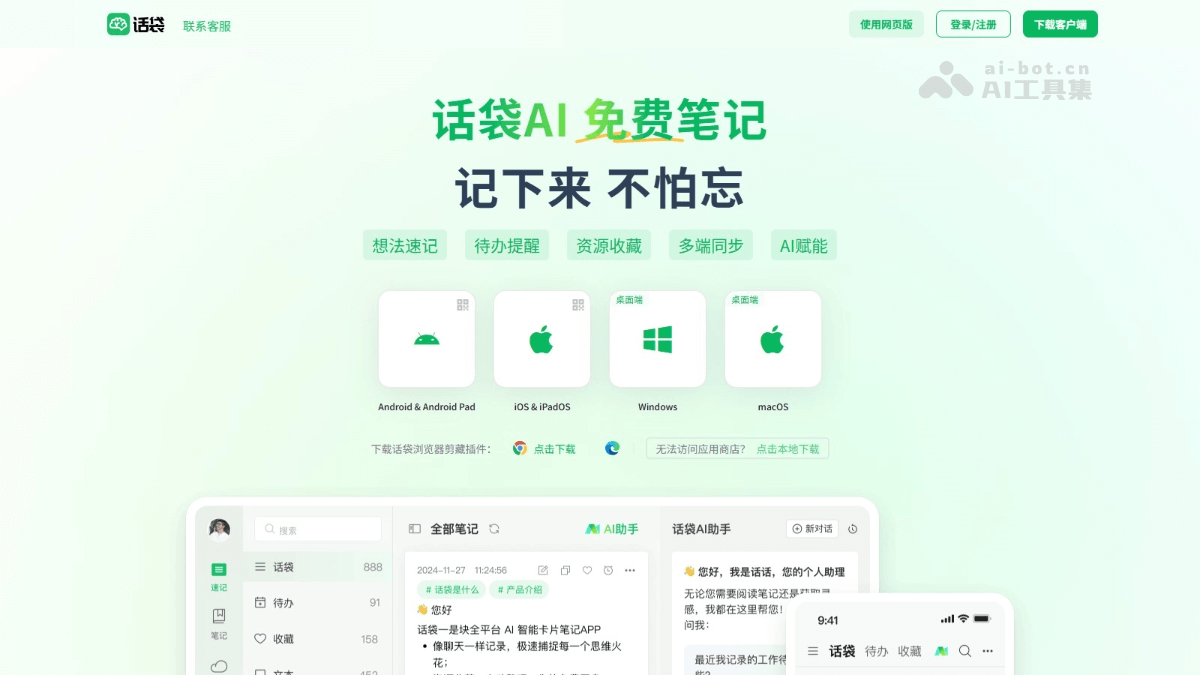 话袋
联系客服
使用网页版
登录/注册
下载客户端
ai-bot.cn
AI工具集
话袋AI 免费笔记
记下来 不怕忘
想法速记
待办提醒
资源收藏
多端同步
AI赋能
桌面端
桌面端
Android & Android Pad
iOS & iPadOS
Windows
macOS
下载话袋浏览器剪藏插件：
点击下载
无法访问应用商店？
点击本地下载
搜索
速记
笔记
话袋
888
待办
91
收藏
158
全部笔记
AI助手
2024-11-27 11:24:56
# 话袋是什么
# 产品介绍
👋 您好
话袋一是块全平台 AI 智能卡片笔记APP
• 像聊天一样记录，极速捕捉每一个思维火
花；
话袋AI助手
新对话
👋 您好，我是话话，您的个人助理
无论您需要阅读笔记还是获取灵
感，我都在这里帮您！
问我：
最近我记录的工作待
9:41
话袋
待办
收藏